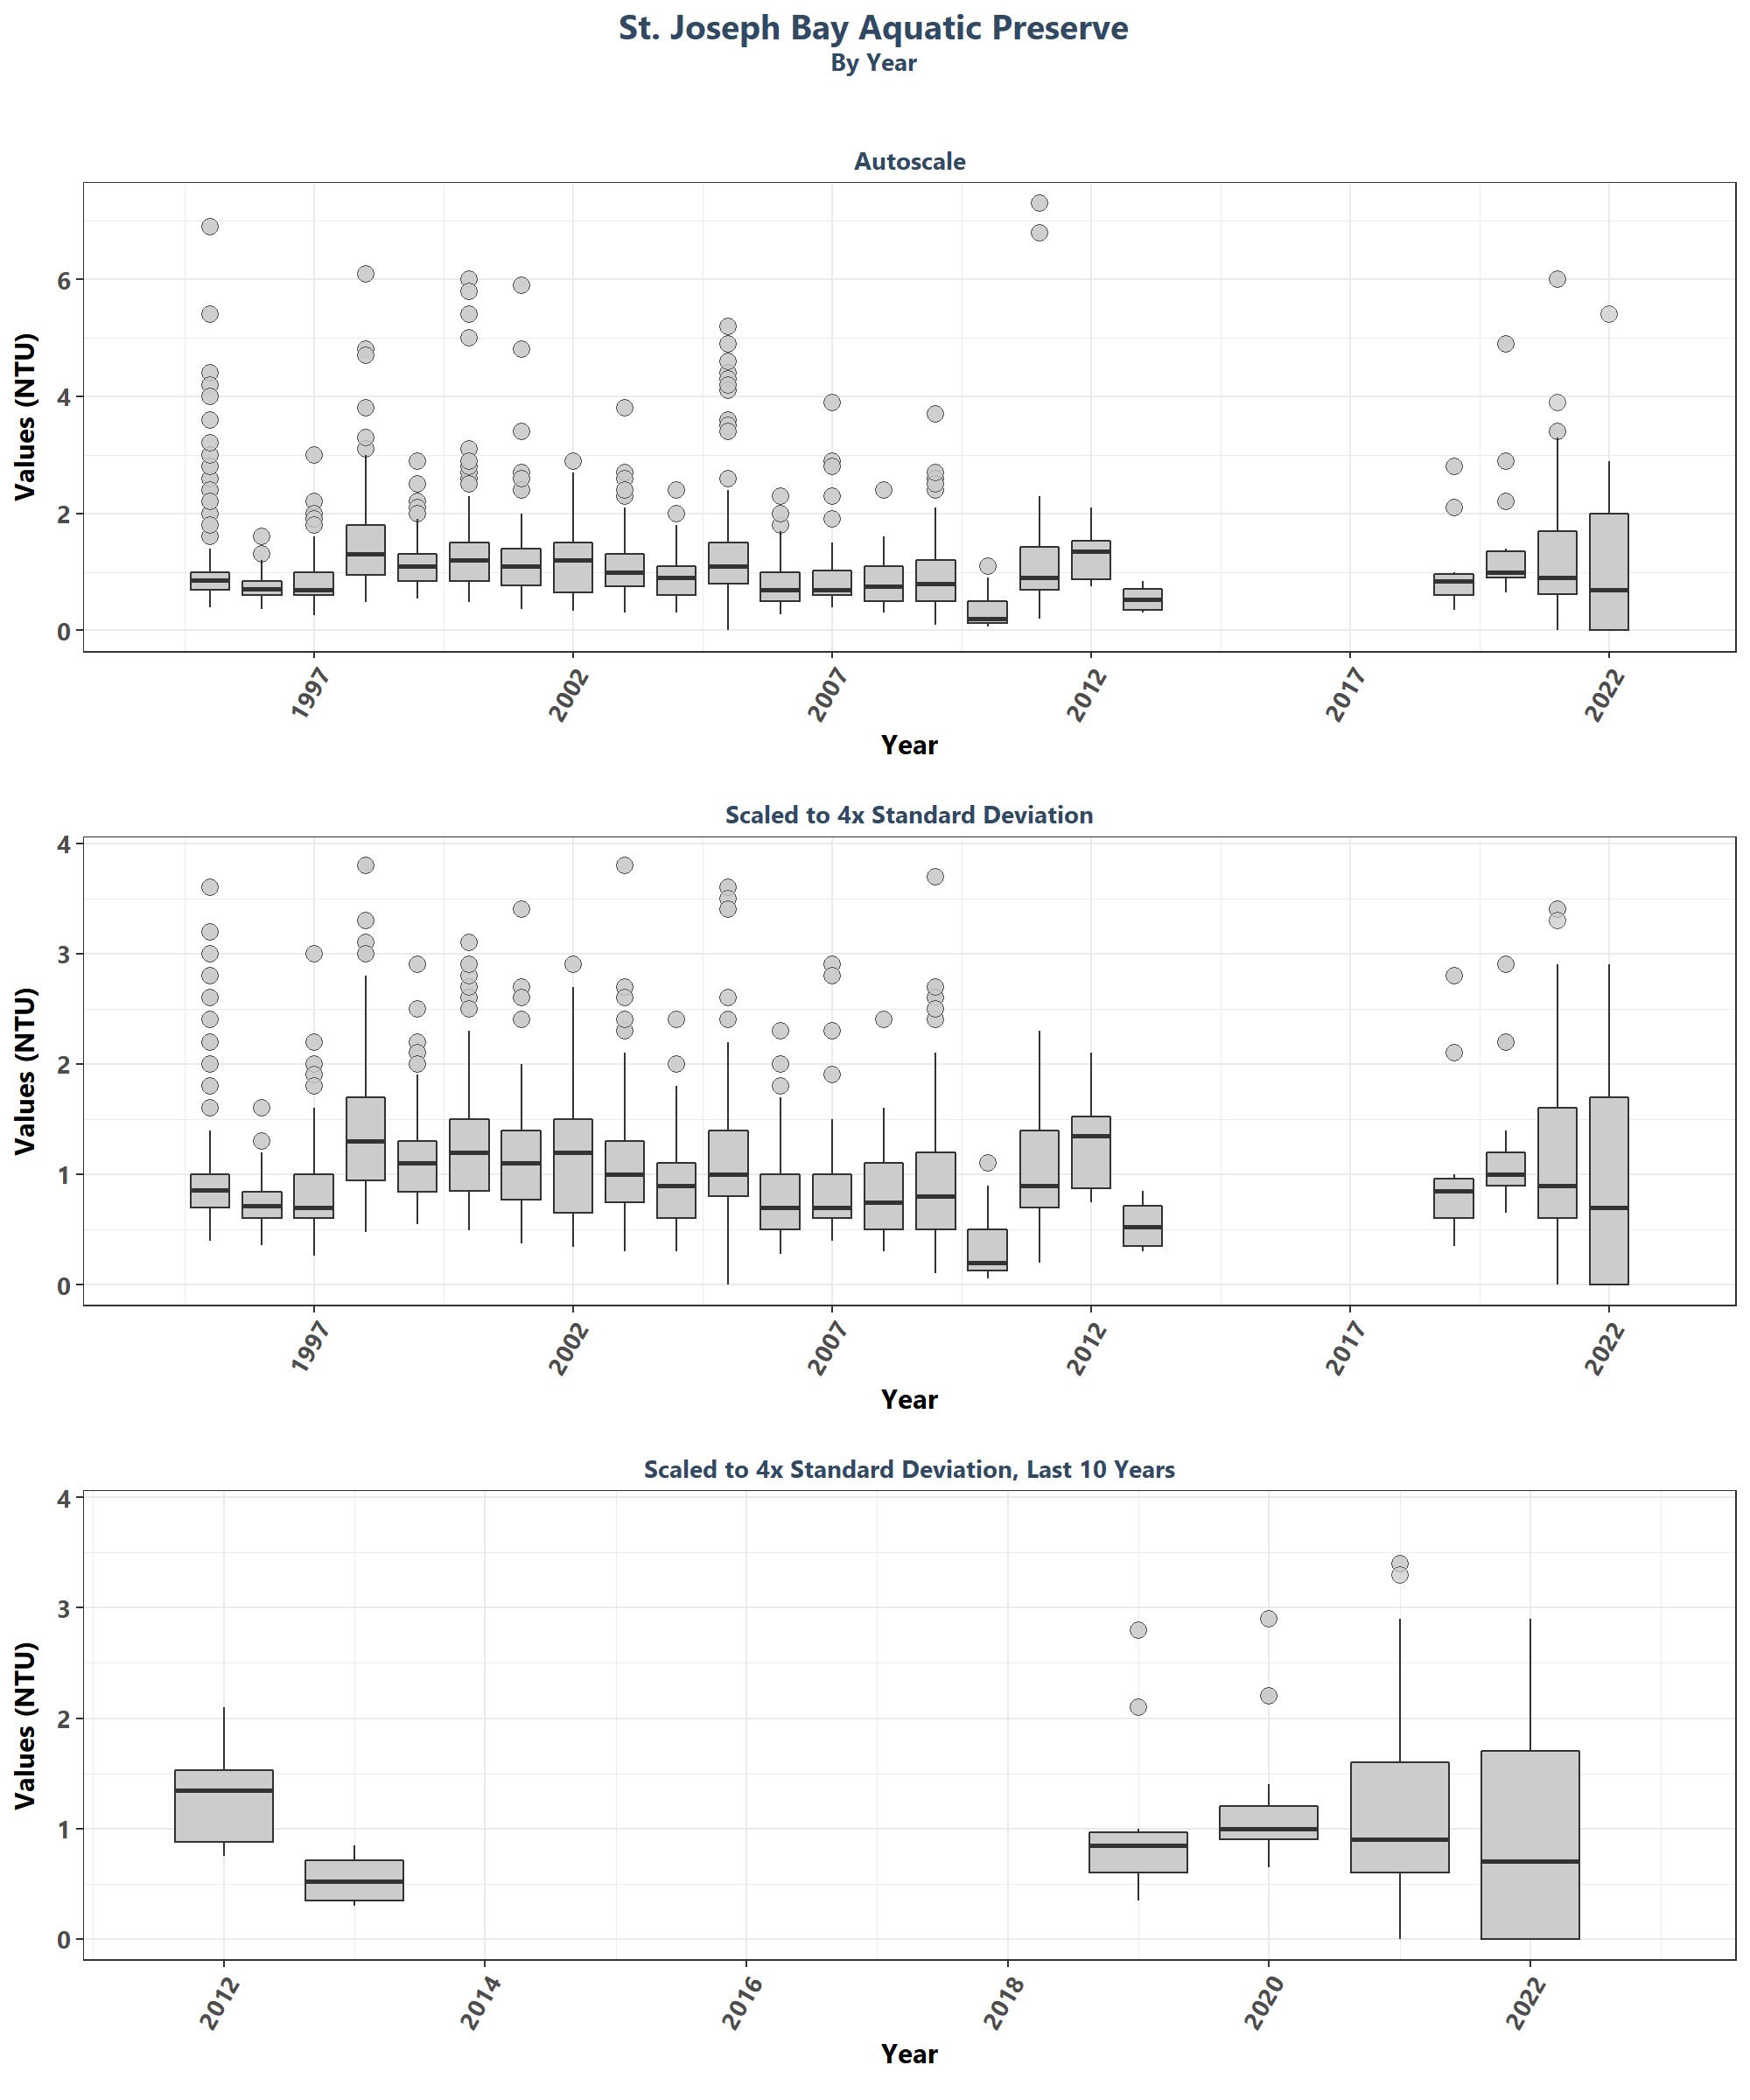 St. Joseph Bay Aquatic Preserve
By Year
Autoscale
Values (NTU)
6
4
2
0
1997 2002 2007 2012 2017 2022
Year
Scaled to 4x Standard Deviation
Values (NTU)
4
3
2
1
0
1997 2002 2007 2012 2017 2022
Year
Scaled to 4x Standard Deviation, Last 10 Years
Values (NTU)
4
3
2
1
0
2012 2014 2016 2018 2020 2022
Year